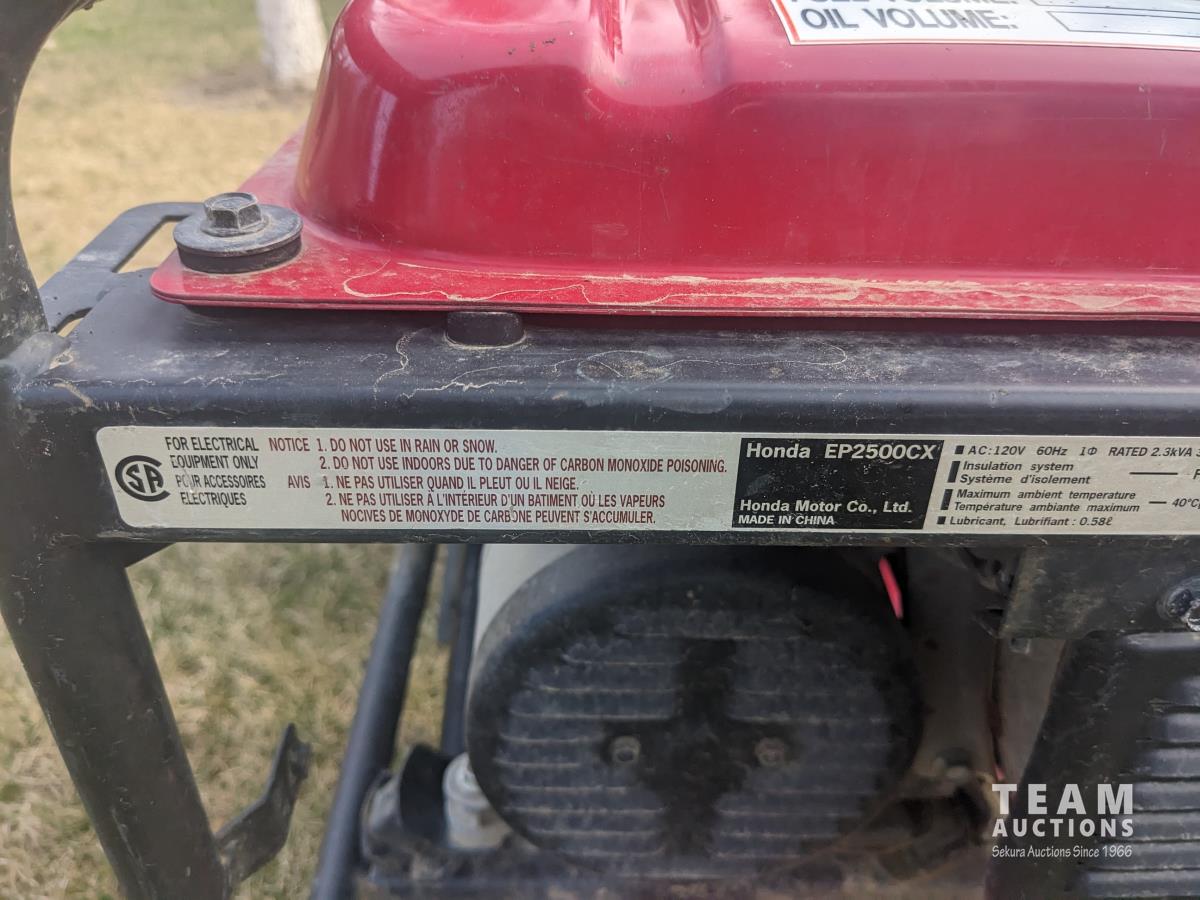 OIL VOLUME:
FOR ELECTRICAL
EQUIPMENT ONLY
POUR ACCESSOIRES
ÉLECTRIQUES
NOTICE 1. DO NOT USE IN RAIN OR SNOW.
2. DO NOT USE INDOORS DUE TO DANGER OF CARBON MONOXIDE POISONING.
AVIS 1. NE PAS UTILISER QUAND IL PLEUT OU IL NEIGE.
2. NE PAS UTILISER À L'INTÉRIEUR D'UN BATIMENT OÙ LES VAPEURS
NOCIVES DE MONOXYDE DE CARBONE PEUVENT S'ACCUMULER.
Honda EP2500CX
Honda Motor Co., Ltd.
MADE IN CHINA
AC:120V 60Hz 1Φ RATED 2.3kVA
Insulation system
Système d'isolement
Maximum ambient temperature
Température ambiante maximum
40°C
Lubricant, Lubrifiant : 0.58ℓ
TEAM
AUCTIONS
Sekura Auctions Since 1966